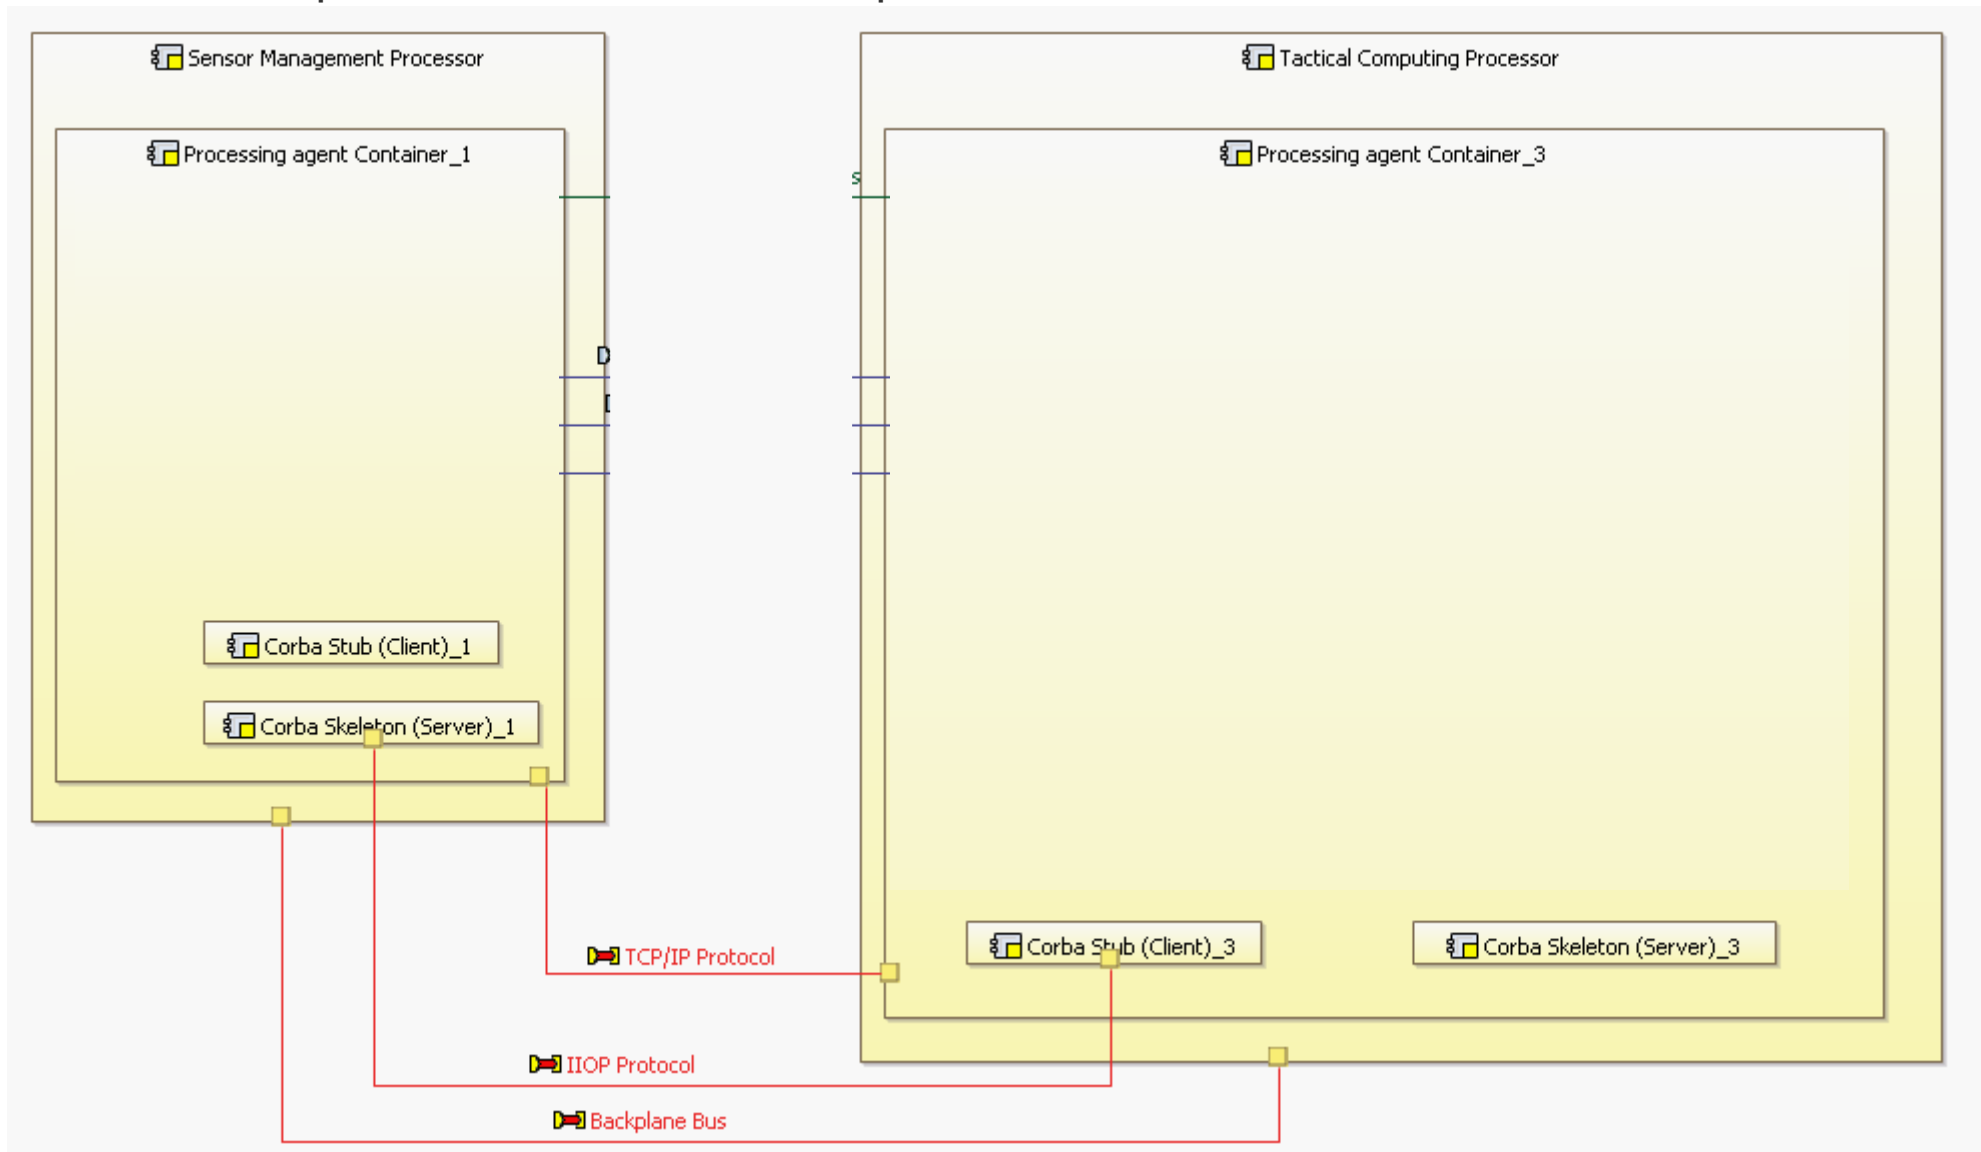 Sensor Management Processor
Tactical Computing Processor
Processing agent Container_1
Processing agent Container_3
s
Corba Stub (Client)_1
Corba Skeleton (Server)_1
Corba Stub (Client)_3
Corba Skeleton (Server)_3
TCP/IP Protocol
IIOP Protocol
Backplane Bus